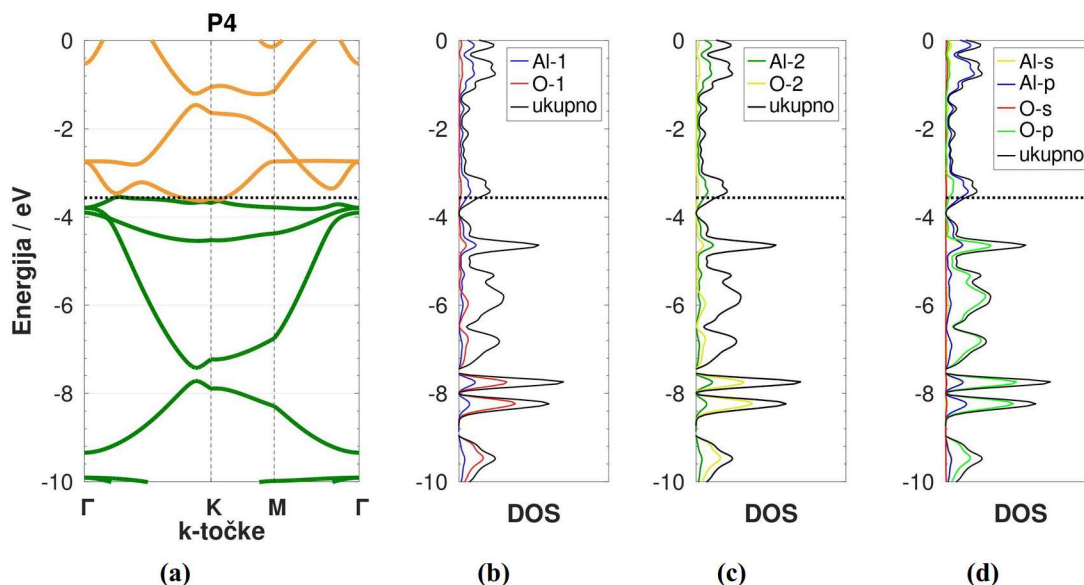 P4
Energija / eV
0
-2
-4
-6
-8
-10
Γ
K
M
Γ
k-točke
(a)
0
-2
-4
-6
-8
-10
Al-1
O-1
ukupno
DOS
(b)
0
-2
-4
-6
-8
-10
Al-2
O-2
ukupno
DOS
(c)
0
-2
-4
-6
-8
-10
Al-s
Al-p
O-s
O-p
ukupno
DOS
(d)